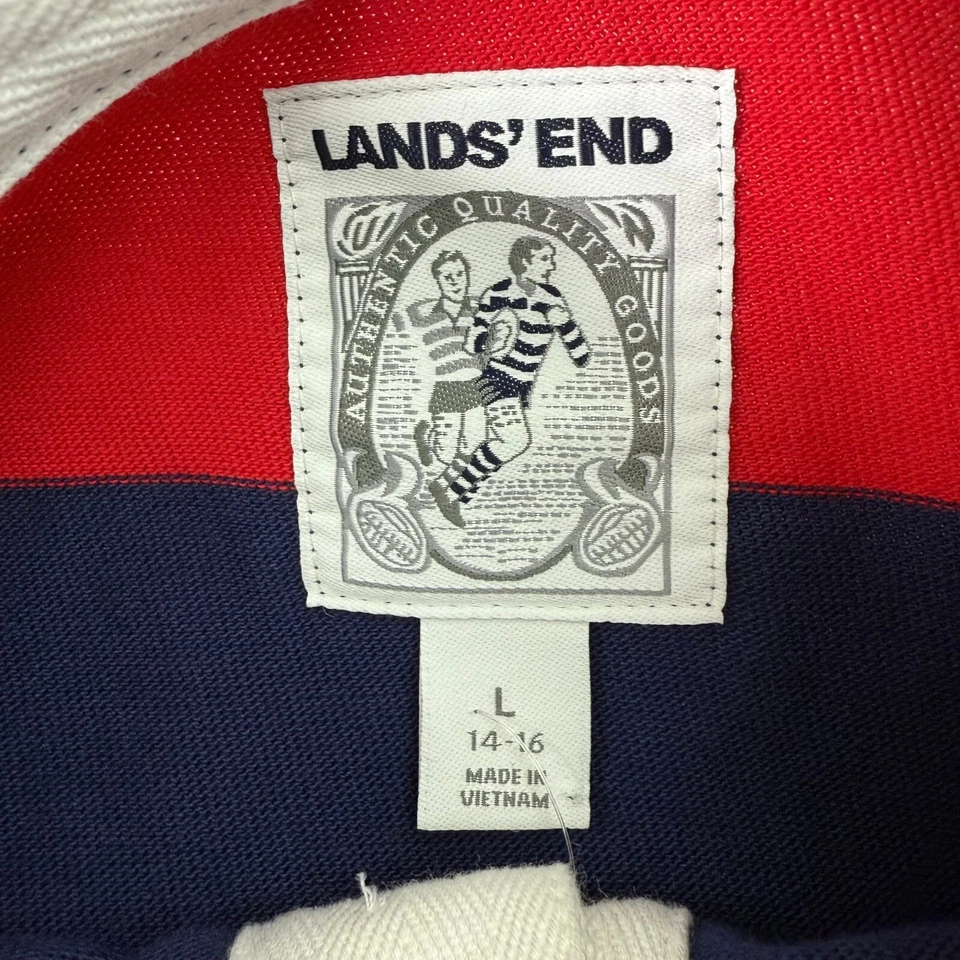 LANDS' END
AUTHENTIC QUALITY GOODS
L
14-16
MADE IN
VIETNAM